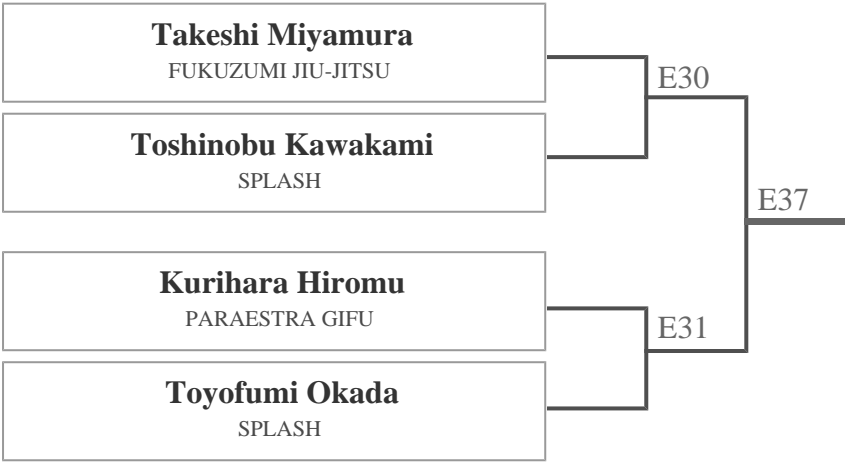 Takeshi Miyamura
FUKUZUMI JIU-JITSU
E30
Toshinobu Kawakami
SPLASH
E37
Kurihara Hiromu
PARAESTRA GIFU
E31
Toyofumi Okada
SPLASH